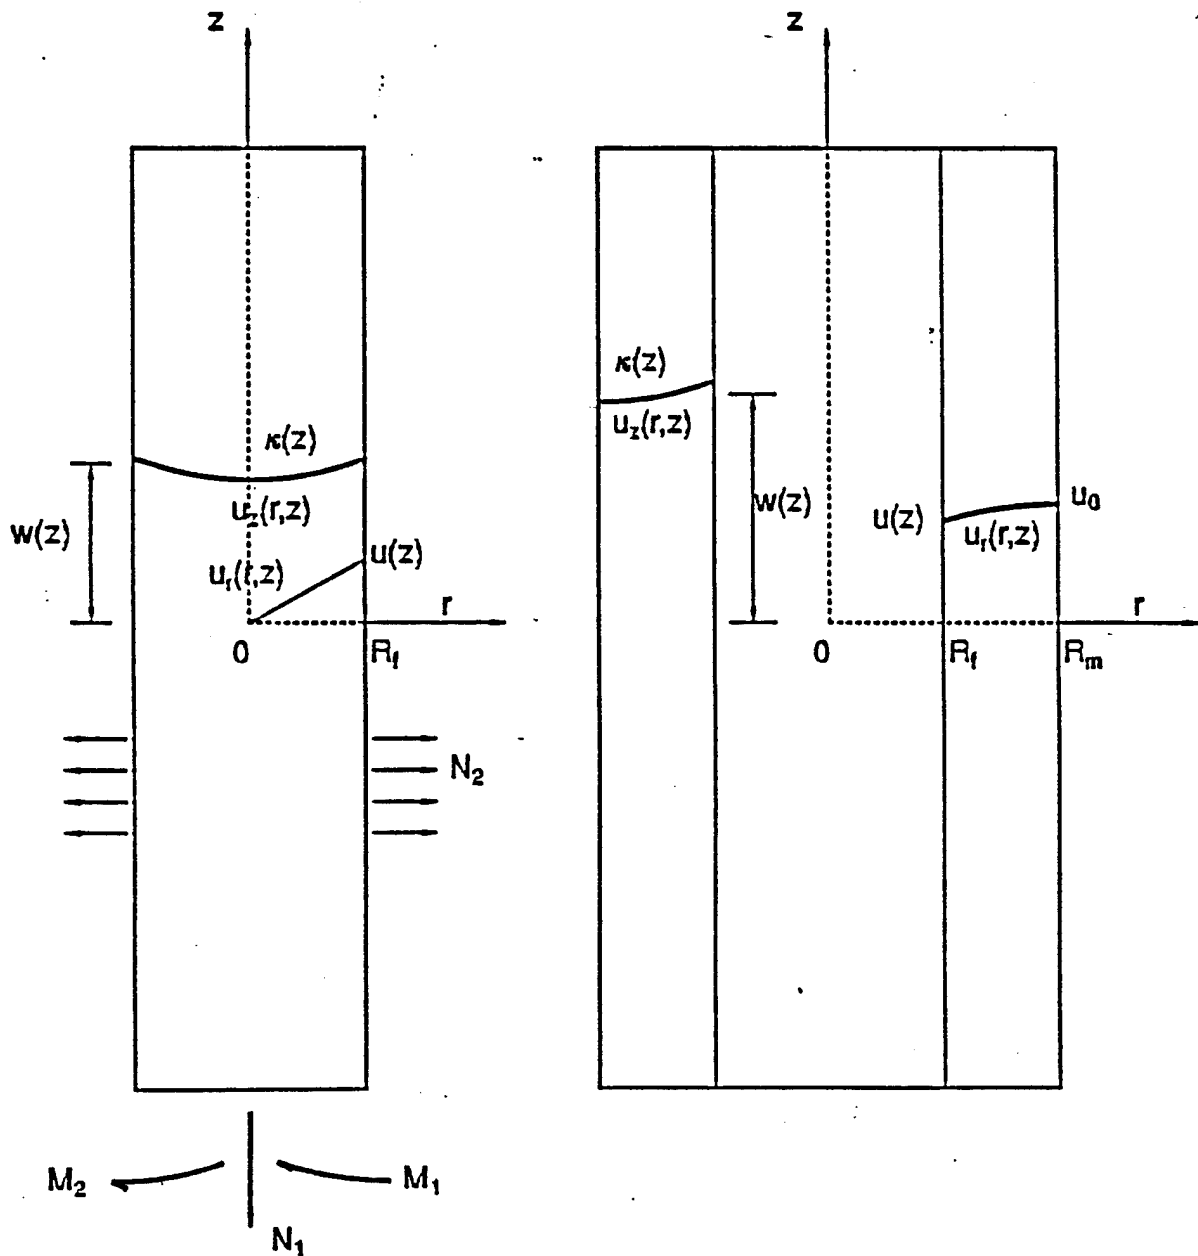 z
κ(z)
u_z(r,z)
w(z)
u_r(r,z)
u(z)
r
0
R_f
N_2
M_2
M_1
N_1
z
κ(z)
u_z(r,z)
w(z)
u(z)
u_r(r,z)
u_0
r
0
R_f
R_m